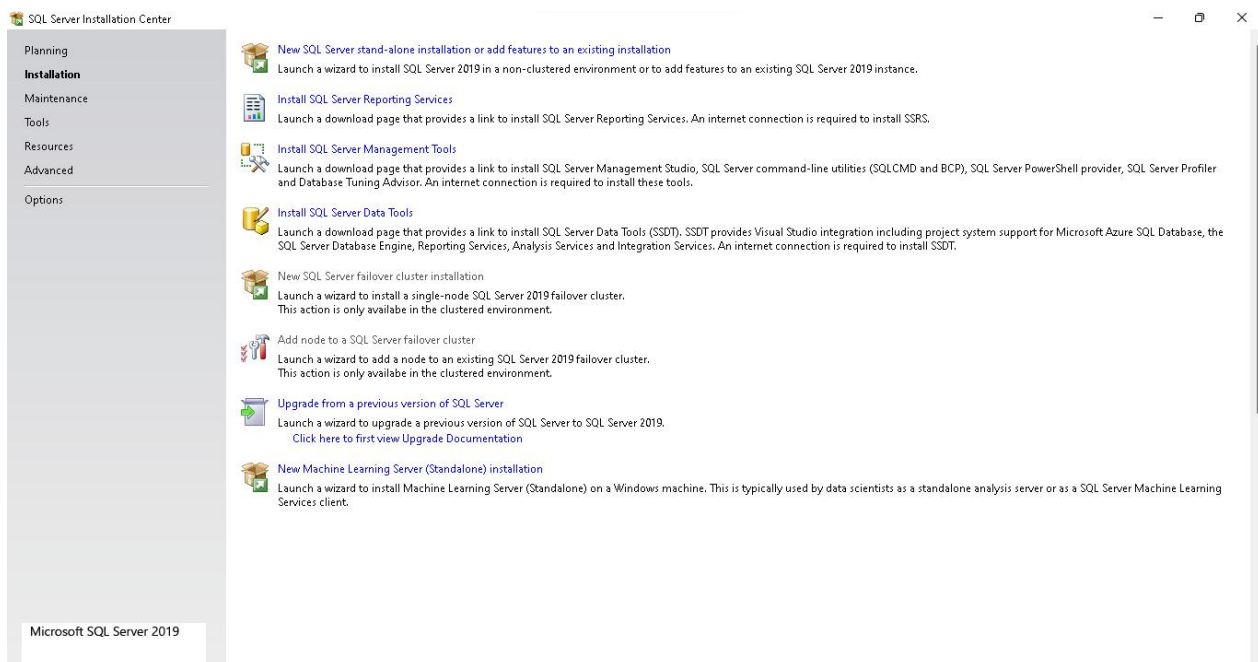 SQL Server Installation Center
Planning
Installation
Maintenance
Tools
Resources
Advanced
Options
New SQL Server stand-alone installation or add features to an existing installation
Launch a wizard to install SQL Server 2019 in a non-clustered environment or to add features to an existing SQL Server 2019 instance.
Install SQL Server Reporting Services
Launch a download page that provides a link to install SQL Server Reporting Services. An internet connection is required to install SSRS.
Install SQL Server Management Tools
Launch a download page that provides a link to install SQL Server Management Studio, SQL Server command-line utilities (SQLCMD and BCP), SQL Server PowerShell provider, SQL Server Profiler
and Database Tuning Advisor. An internet connection is required to install these tools.
Install SQL Server Data Tools
Launch a download page that provides a link to install SQL Server Data Tools (SSDT). SSDT provides Visual Studio integration including project system support for Microsoft Azure SQL Database, the
SQL Server Database Engine, Reporting Services, Analysis Services and Integration Services. An internet connection is required to install SSDT.
New SQL Server failover cluster installation
Launch a wizard to install a single-node SQL Server 2019 failover cluster.
This action is only availabe in the clustered environment.
Add node to a SQL Server failover cluster
Launch a wizard to add a node to an existing SQL Server 2019 failover cluster.
This action is only availabe in the clustered environment.
Upgrade from a previous version of SQL Server
Launch a wizard to upgrade a previous version of SQL Server to SQL Server 2019.
Click here to first view Upgrade Documentation
New Machine Learning Server (Standalone) installation
Launch a wizard to install Machine Learning Server (Standalone) on a Windows machine. This is typically used by data scientists as a standalone analysis server or as a SQL Server Machine Learning
Services client.
Microsoft SQL Server 2019